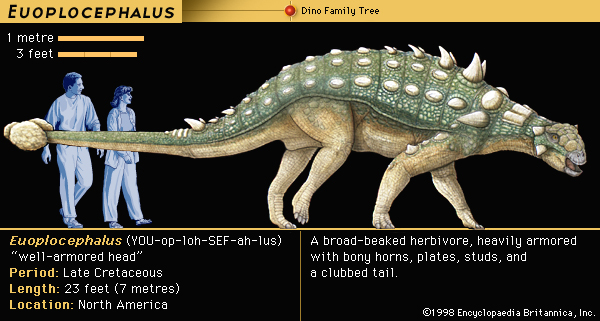 EUOPLOCEPHALUS
Dino Family Tree
1 metre
3 feet
Euoplocephalus (YOU-op-loh-SEF-ah-lus)
“well-armored head”
Period: Late Cretaceous
Length: 23 feet (7 metres)
Location: North America
A broad-beaked herbivore, heavily armored
with bony horns, plates, studs, and
a clubbed tail.
©1998 Encyclopaedia Britannica, Inc.